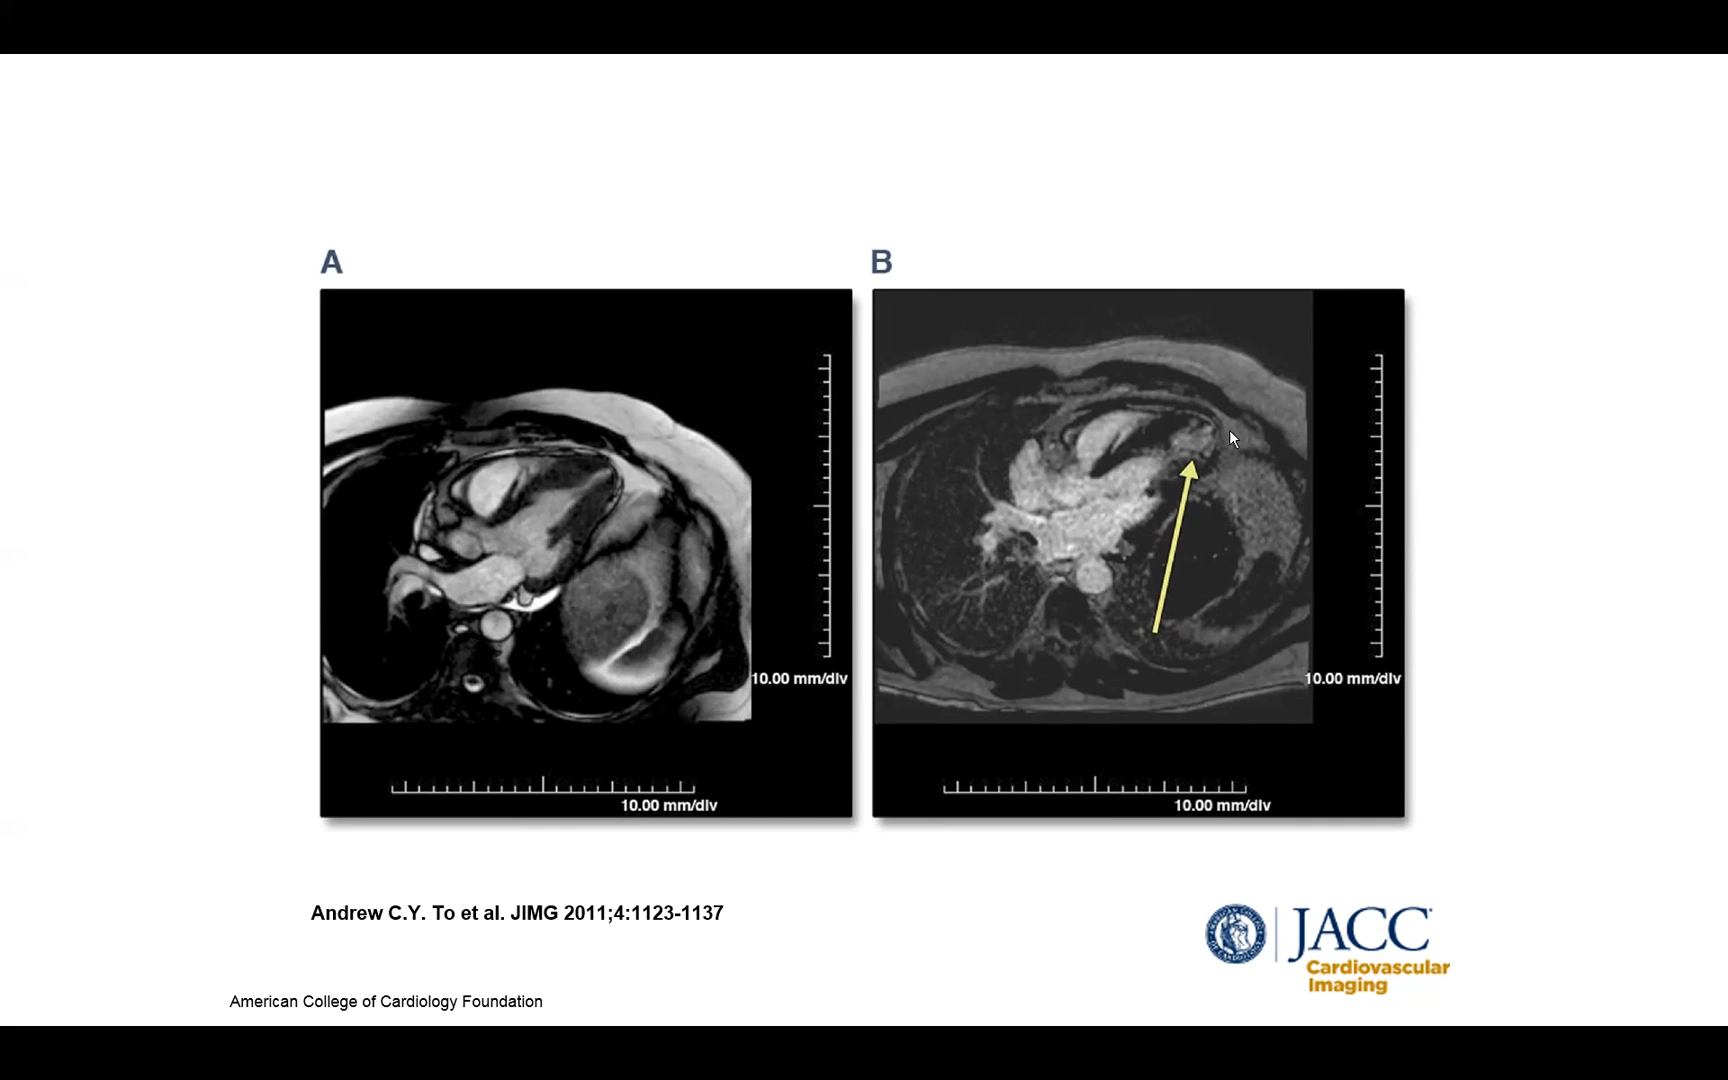 A
B
10.00 mm/div
10.00 mm/div
10.00 mm/div
10.00 mm/div
Andrew C.Y. To et al. JIMG 2011;4:1123-1137
JACC
Cardiovascular
Imaging
American College of Cardiology Foundation